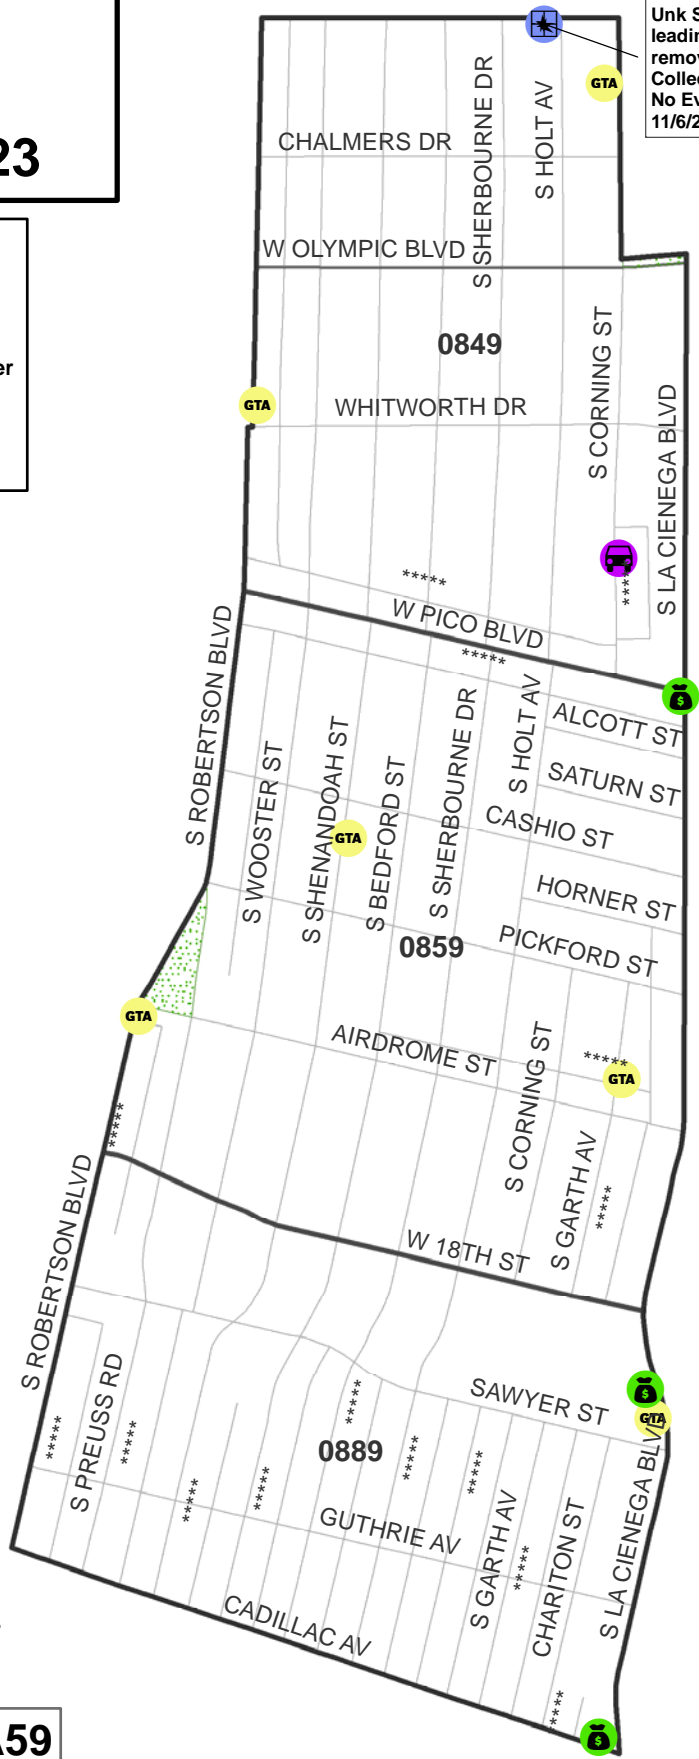 23
er
Unk S
leadin
remov
Collec
No Ev
11/6/2
GTA
CHALMERS DR
S SHERBOURNE DR
S HOLT AV
W OLYMPIC BLVD
0849
S CORNING ST
GTA
WHITWORTH DR
S LA CIENEGA BLVD
*****
*****
W PICO BLVD
*****
$
S ROBERTSON BLVD
ALCOTT ST
S HOLT AV
SATURN ST
S WOOSTER ST
S SHENANDOAH ST
GTA
S BEDFORD ST
S SHERBOURNE DR
CASHIO ST
HORNER ST
0859
PICKFORD ST
GTA
AIRDROME ST
S CORNING ST
*****
GTA
*****
S GARTH AV
*****
S ROBERTSON BLVD
W 18TH ST
$
GTA
S PREUSS RD
SAWYER ST
*****
*****
*****
*****
*****
*****
*****
0889
GUTHRIE AV
S GARTH AV
*****
CHARITON ST
S LA CIENEGA BLVD
CADILLAC AV
*****
$
A59